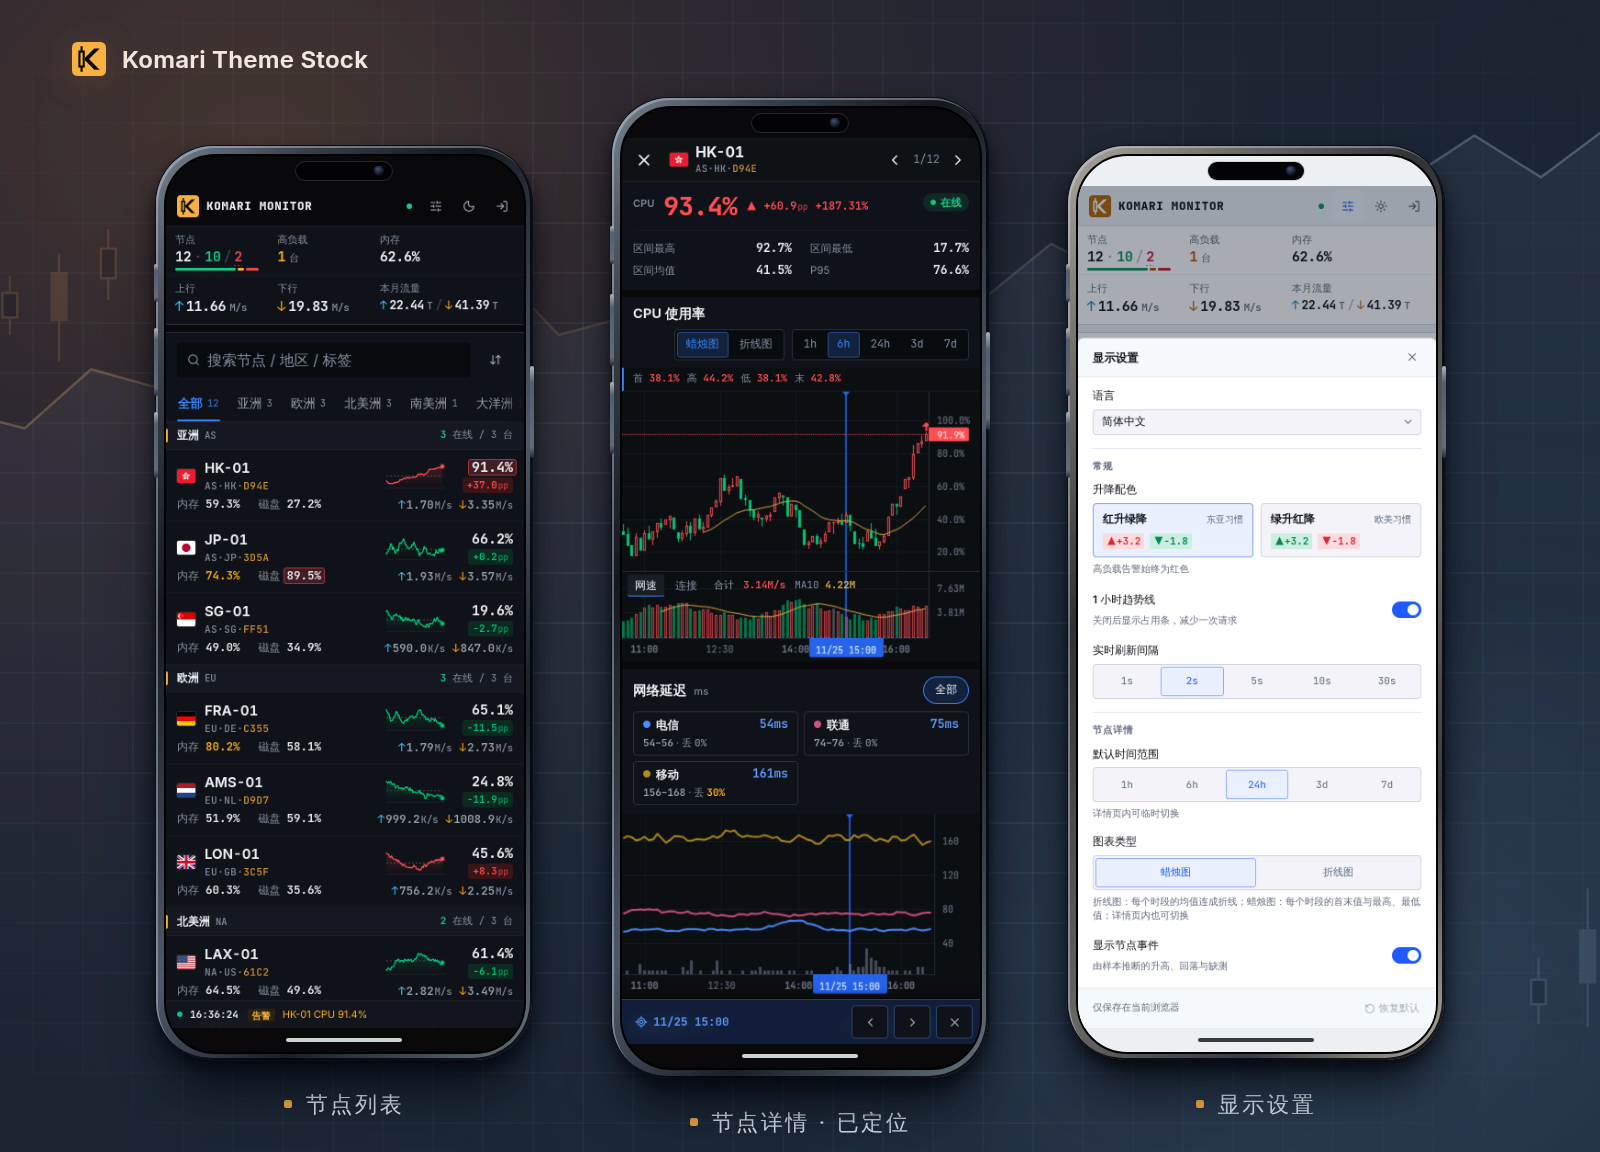 Komari Theme Stock
KOMARI MONITOR
节点 高负载 内存
12 · 10 / 2 1 台 62.6%
上行 下行 本月流量
↑11.66 M/s ↓19.83 M/s ↑22.44 T / ↓41.39 T
搜索节点 / 地区 / 标签
全部 12 亚洲 3 欧洲 3 北美洲 3 南美洲 1 大洋洲
亚洲 AS 3 在线 / 3 台
HK-01 91.4%
AS·HK·D94E +37.0pp
内存 59.3% 磁盘 27.2% ↑1.70M/s ↓3.35M/s
JP-01 66.2%
AS·JP·3D5A +0.2pp
内存 74.3% 磁盘 89.5% ↑1.93M/s ↓3.57M/s
SG-01 19.6%
AS·SG·FF51 -2.7pp
内存 49.0% 磁盘 34.9% ↑590.0K/s ↓847.0K/s
欧洲 EU 3 在线 / 3 台
FRA-01 65.1%
EU·DE·C355 -11.5pp
内存 80.2% 磁盘 58.1% ↑1.79M/s ↓2.73M/s
AMS-01 24.8%
EU·NL·D9D7 -11.9pp
内存 51.9% 磁盘 59.1% ↑999.2K/s ↓1008.9K/s
LON-01 45.6%
EU·GB·3C5F +8.3pp
内存 60.3% 磁盘 35.6% ↑756.2K/s ↓2.25M/s
北美洲 NA 2 在线 / 3 台
LAX-01 61.4%
NA·US·61C2 -6.1pp
内存 64.5% 磁盘 49.6% ↑2.82M/s ↓3.49M/s
16:36:24 告警 HK-01 CPU 91.4%
节点列表
HK-01 1/12
AS·HK·D94E
CPU 93.4% ▲ +60.9pp +187.31% 在线
区间最高 92.7% 区间最低 17.7%
区间均值 41.5% P95 76.6%
CPU 使用率
蜡烛图 折线图 1h 6h 24h 3d 7d
首 38.1% 高 44.2% 低 38.1% 末 42.8%
100.0%
91.9%
80.0%
60.0%
40.0%
20.0%
网速 连接 合计 3.14M/s MA10 4.22M 7.63M
3.81M
11:00 12:30 14:00 11/25 15:00 16:00
网络延迟 ms 全部
电信 54ms 联通 75ms
54-56 · 丢 0% 74-76 · 丢 0%
移动 161ms
156-168 · 丢 30%
160
120
80
40
11:00 12:30 14:00 11/25 15:00 16:00
11/25 15:00
节点详情 · 已定位
KOMARI MONITOR
节点 高负载 内存
12 · 10 / 2 1 台 62.6%
上行 下行 本月流量
↑11.66 M/s ↓19.83 M/s ↑22.44 T / ↓41.39 T
显示设置
语言
简体中文
常规
升降配色
红升绿降 东亚习惯 绿升红降 欧美习惯
▲+3.2 ▼-1.8 ▲+3.2 ▼-1.8
高负载告警始终为红色
1 小时趋势线
关闭后显示占用条，减少一次请求
实时刷新间隔
1s 2s 5s 10s 30s
节点详情
默认时间范围
1h 6h 24h 3d 7d
详情页内可临时切换
图表类型
蜡烛图 折线图
折线图：每个时段的均值连成折线；蜡烛图：每个时段的首末值与最高、最低
值；详情页内也可切换
显示节点事件
由样本推断的升高、回落与缺测
仅保存在当前浏览器 恢复默认
显示设置